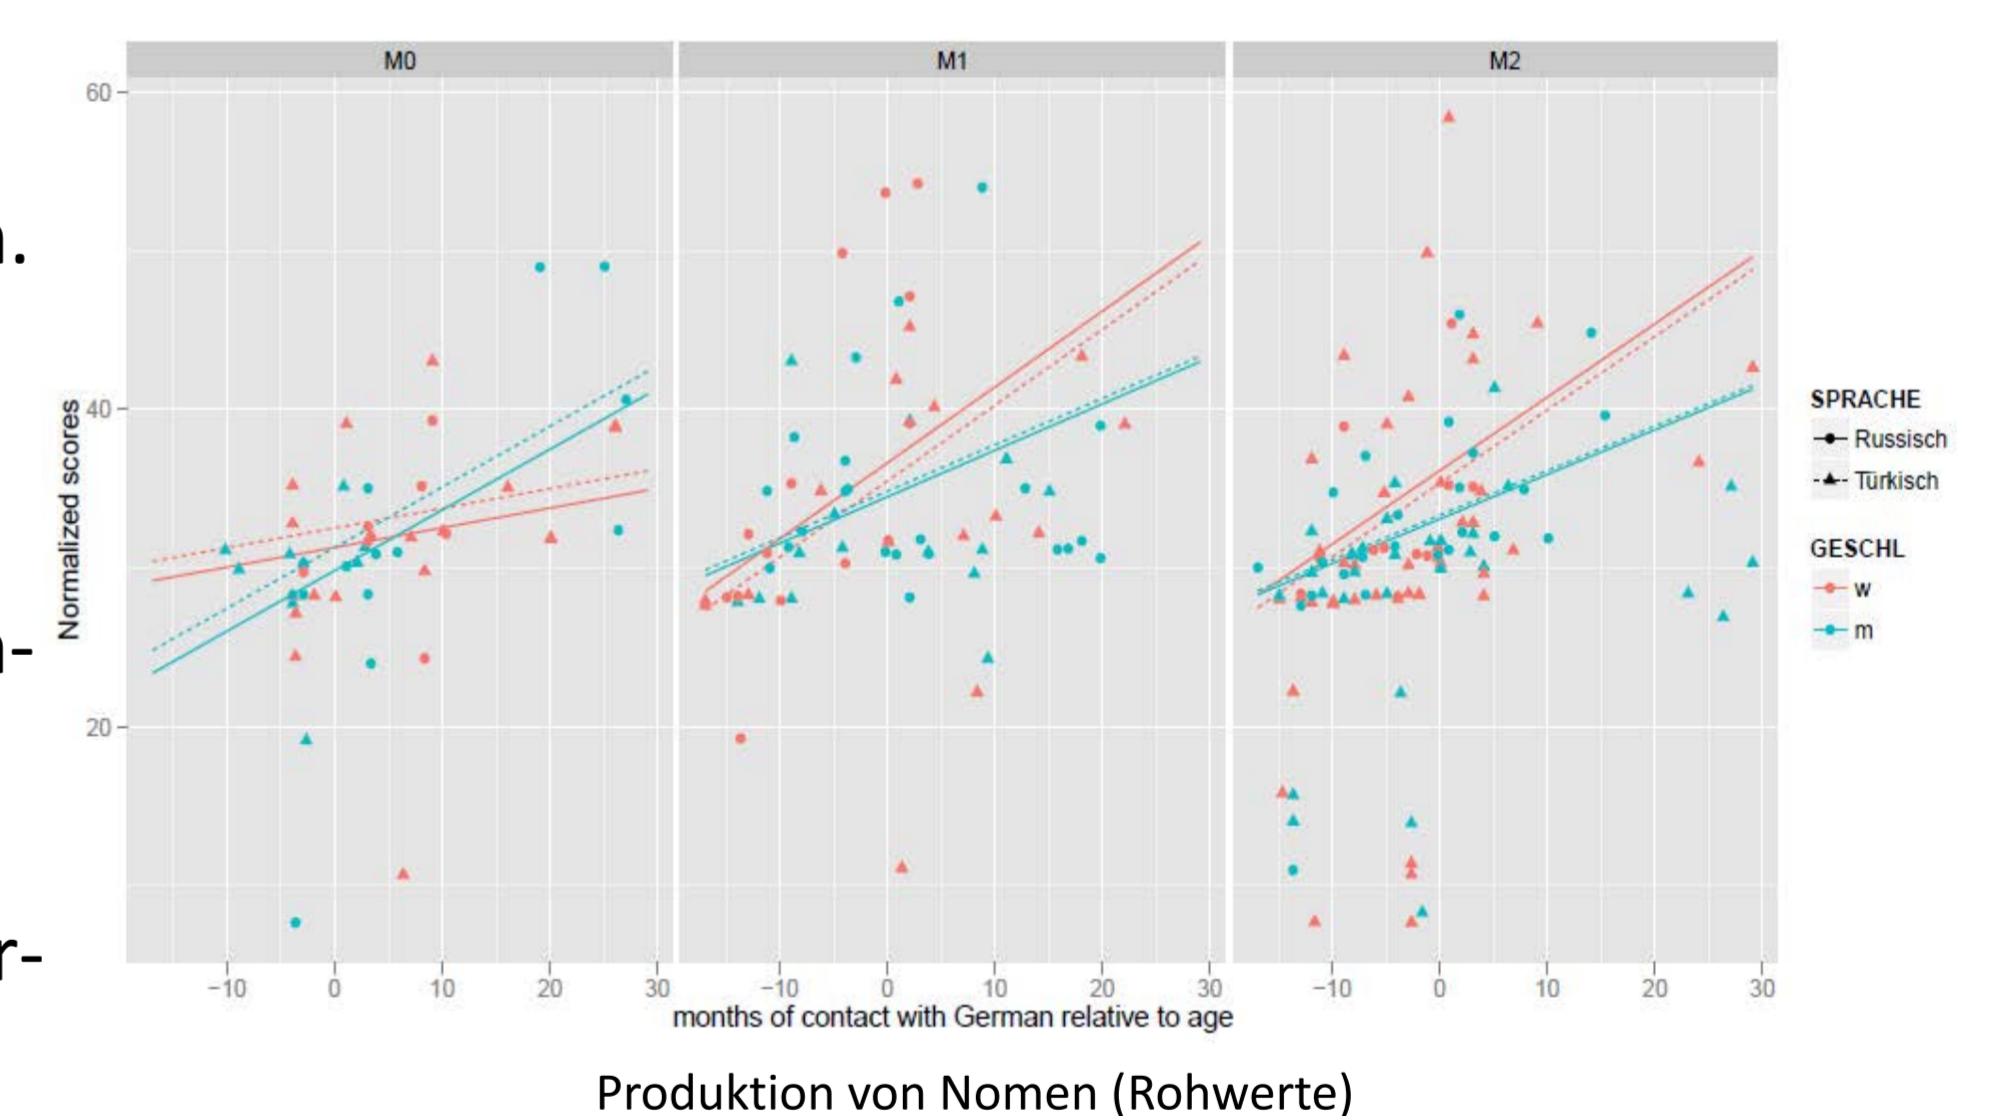 n.
n-
r-
M0
M1
M2
60
40
20
Normalized scores
−10 0 10 20 30
−10 0 10 20 30
−10 0 10 20 30
months of contact with German relative to age
SPRACHE
Russisch
Türkisch
GESCHL
w
m
Produktion von Nomen (Rohwerte)